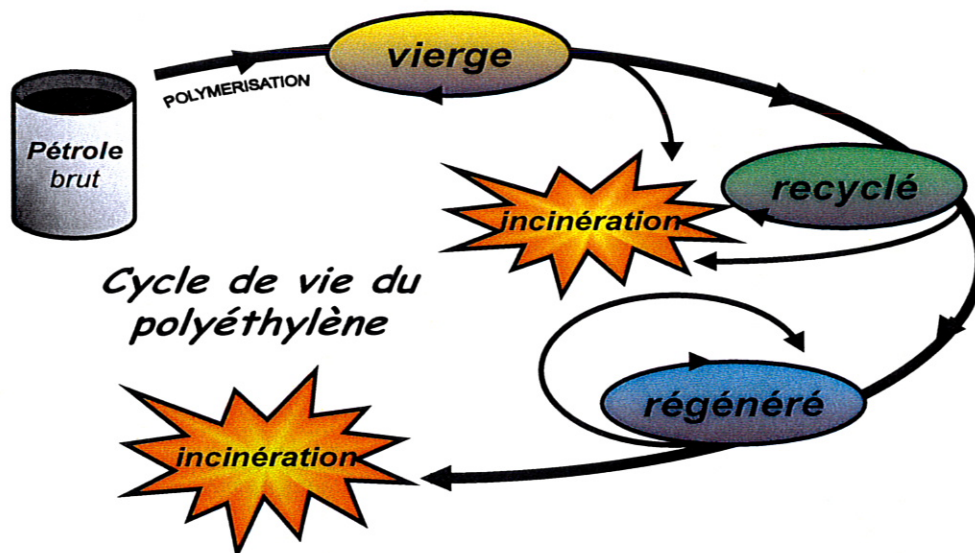 vierge
POLYMERISATION
Pétrole
brut
recyclé
incinération
Cycle de vie du
polyéthylène
régénéré
incinération